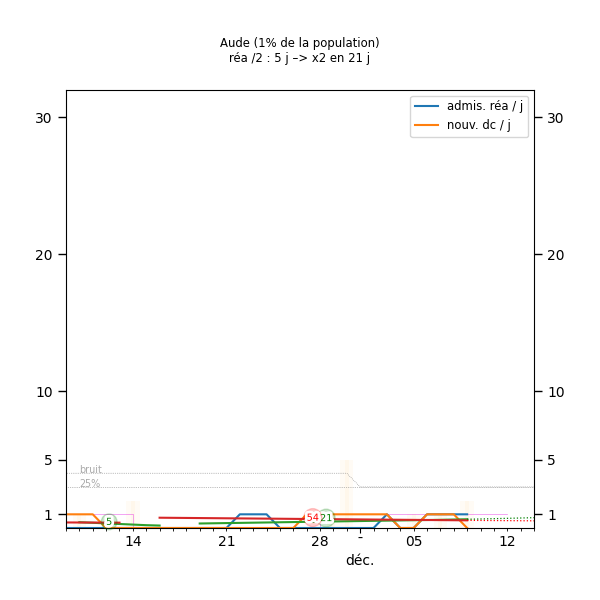 Aude (1% de la population)
réa /2 : 5 j –> x2 en 21 j
admis. réa / j
nouv. dc / j
30 30
20 20
10 10
5 5
bruit
25%
1 5 54 21 1
14 21 28 - 05 12
déc.